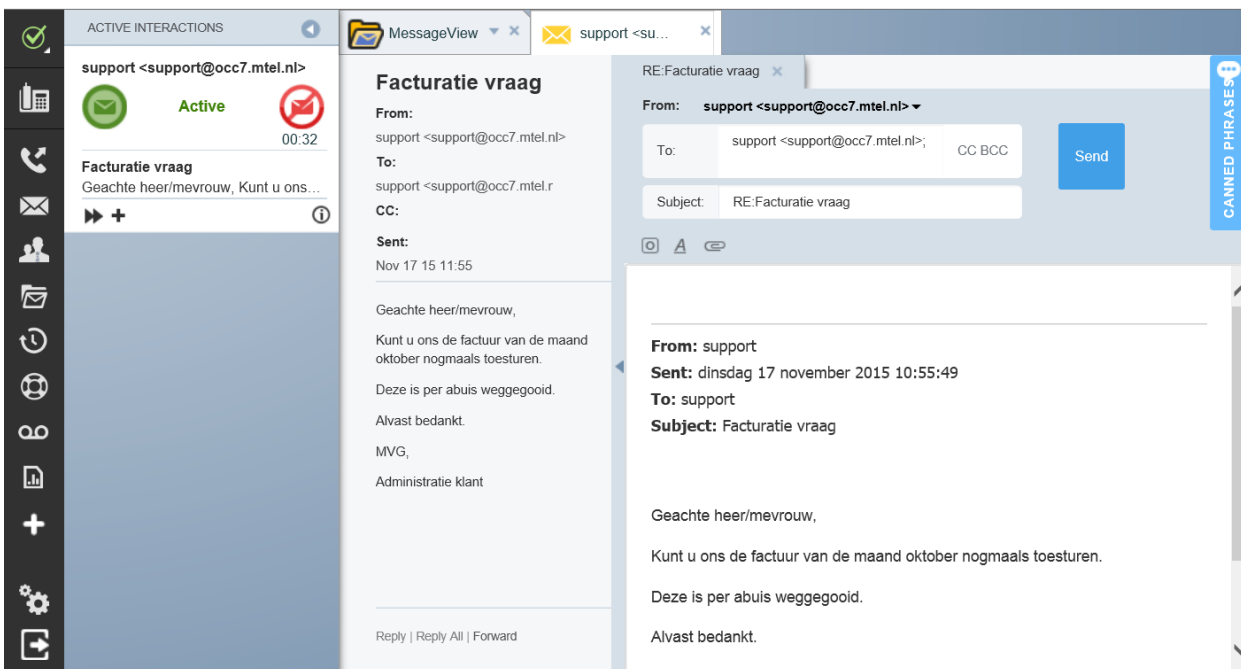 ACTIVE INTERACTIONS
support <support@occ7.mtel.nl>
Active
00:32
Facturatie vraag
Geachte heer/mevrouw, Kunt u ons...
MessageView
support <su...
Facturatie vraag
From:
support <support@occ7.mtel.nl>
To:
support <support@occ7.mtel.r
CC:
Sent:
Nov 17 15 11:55
Geachte heer/mevrouw,
Kunt u ons de factuur van de maand
oktober nogmaals toesturen.
Deze is per abuis weggegooid.
Alvast bedankt.
MVG,
Administratie klant
Reply | Reply All | Forward
RE:Facturatie vraag
From: support <support@occ7.mtel.nl>
To: support <support@occ7.mtel.nl>; CC BCC
Send
Subject: RE:Facturatie vraag
CANNED PHRASES
From: support
Sent: dinsdag 17 november 2015 10:55:49
To: support
Subject: Facturatie vraag
Geachte heer/mevrouw,
Kunt u ons de factuur van de maand oktober nogmaals toesturen.
Deze is per abuis weggegooid.
Alvast bedankt.